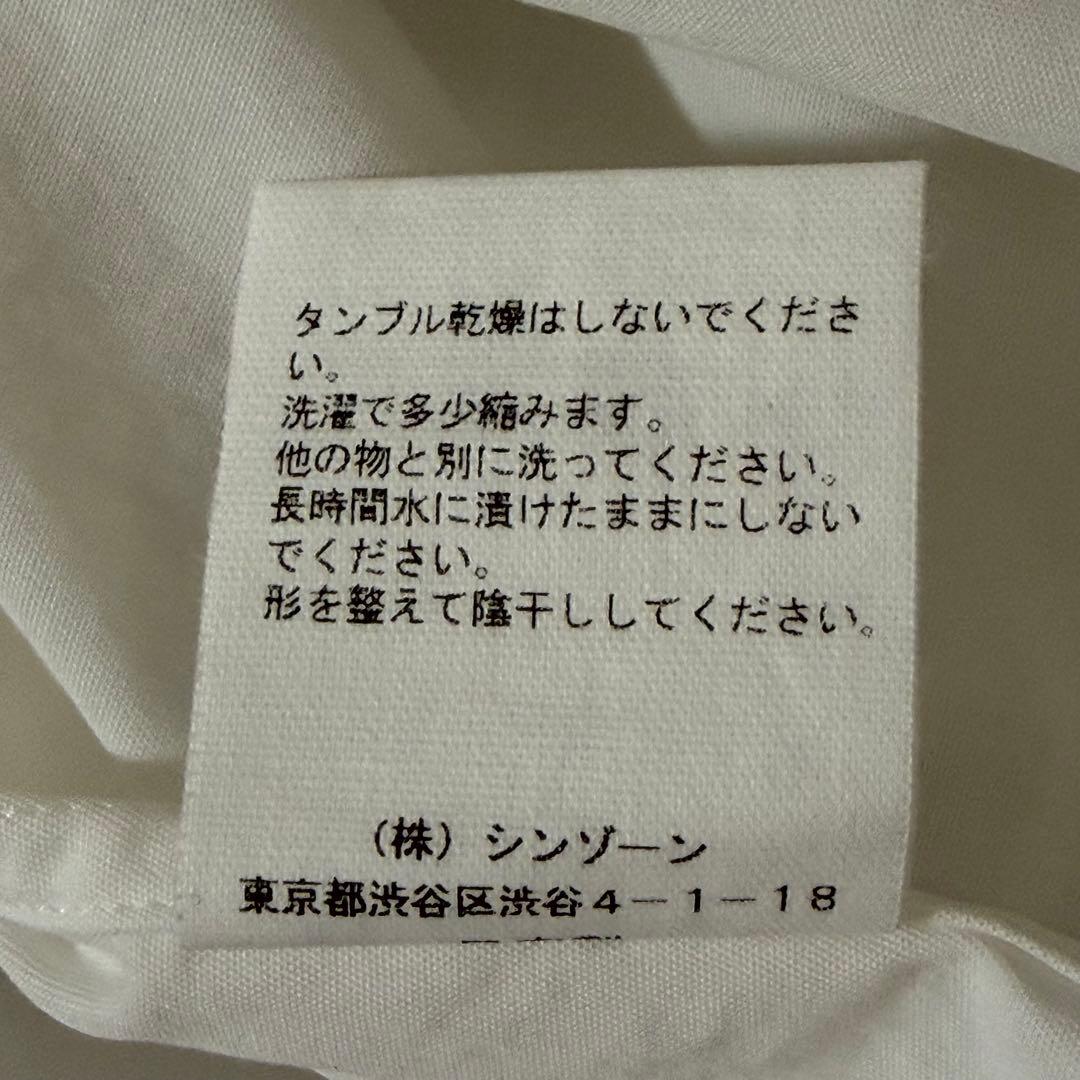 タンブル乾燥はしないでくださ
い。
洗濯で多少縮みます。
他の物と別に洗ってください。
長時間水に漬けたままにしない
でください。
形を整えて陰干ししてください。
(株)シンゾーン
東京都渋谷区渋谷4-1-18